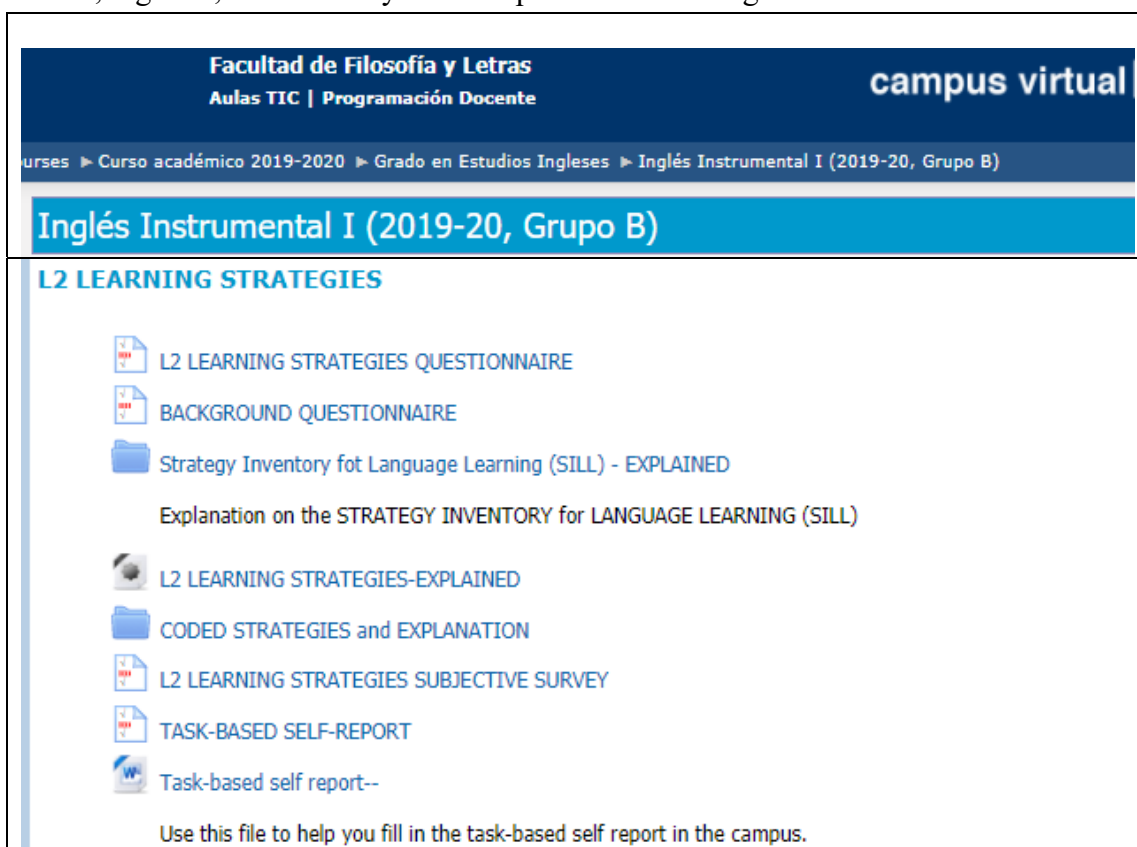 Facultad de Filosofía y Letras
Aulas TIC | Programación Docente
campus virtual
urses ▶ Curso académico 2019-2020 ▶ Grado en Estudios Ingleses ▶ Inglés Instrumental I (2019-20, Grupo B)
Inglés Instrumental I (2019-20, Grupo B)
L2 LEARNING STRATEGIES
L2 LEARNING STRATEGIES QUESTIONNAIRE
BACKGROUND QUESTIONNAIRE
Strategy Inventory fot Language Learning (SILL) - EXPLAINED
Explanation on the STRATEGY INVENTORY for LANGUAGE LEARNING (SILL)
L2 LEARNING STRATEGIES-EXPLAINED
CODED STRATEGIES and EXPLANATION
L2 LEARNING STRATEGIES SUBJECTIVE SURVEY
TASK-BASED SELF-REPORT
Task-based self report--
Use this file to help you fill in the task-based self report in the campus.